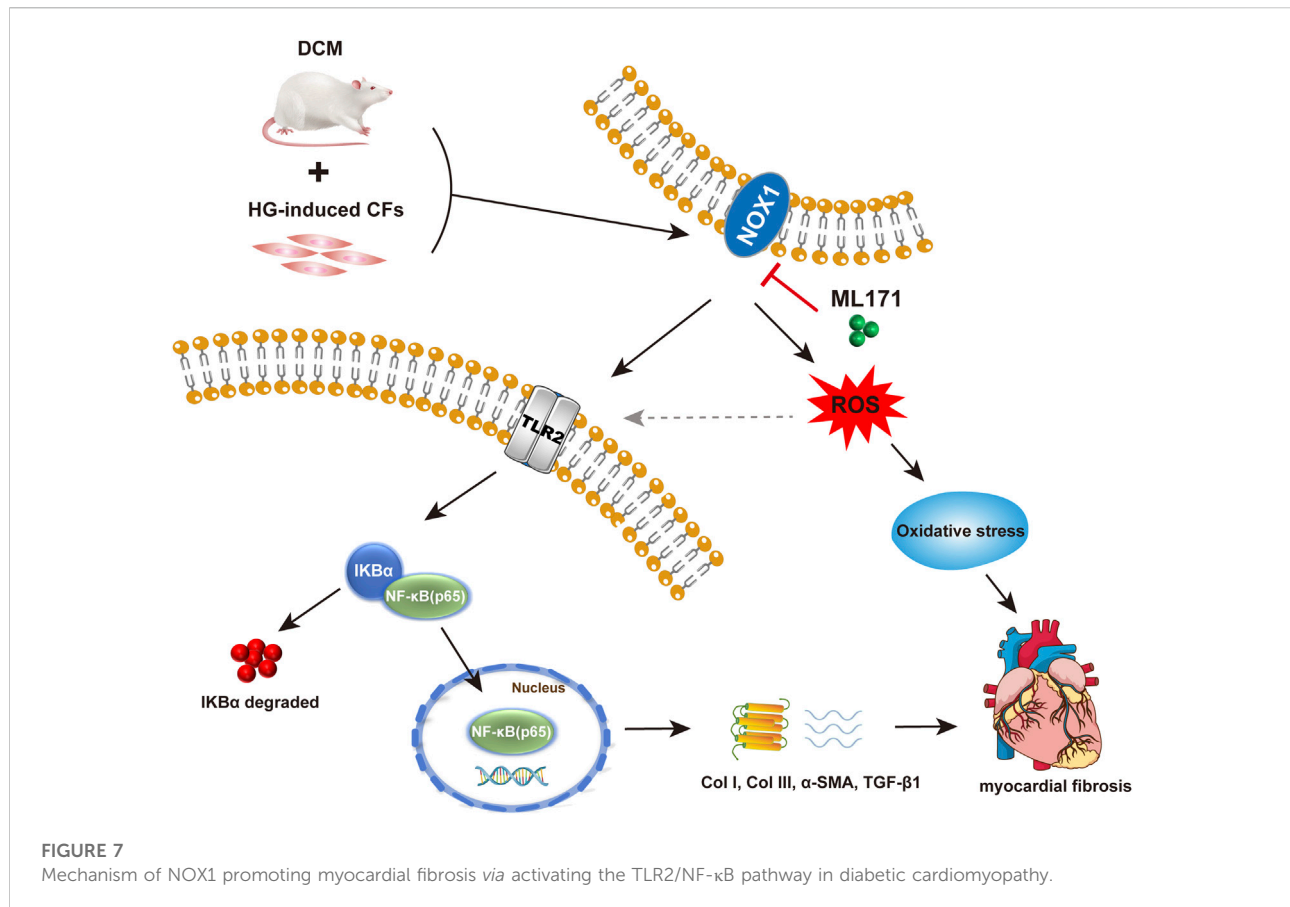 DCM
+
HG-induced CFs
NOX1
ML171
ROS
TLR2
Oxidative stress
IKBα
NF-κB(p65)
IKBα degraded
Nucleus
NF-κB(p65)
Col I, Col III, α-SMA, TGF-β1
myocardial fibrosis
FIGURE 7
Mechanism of NOX1 promoting myocardial fibrosis via activating the TLR2/NF-κB pathway in diabetic cardiomyopathy.